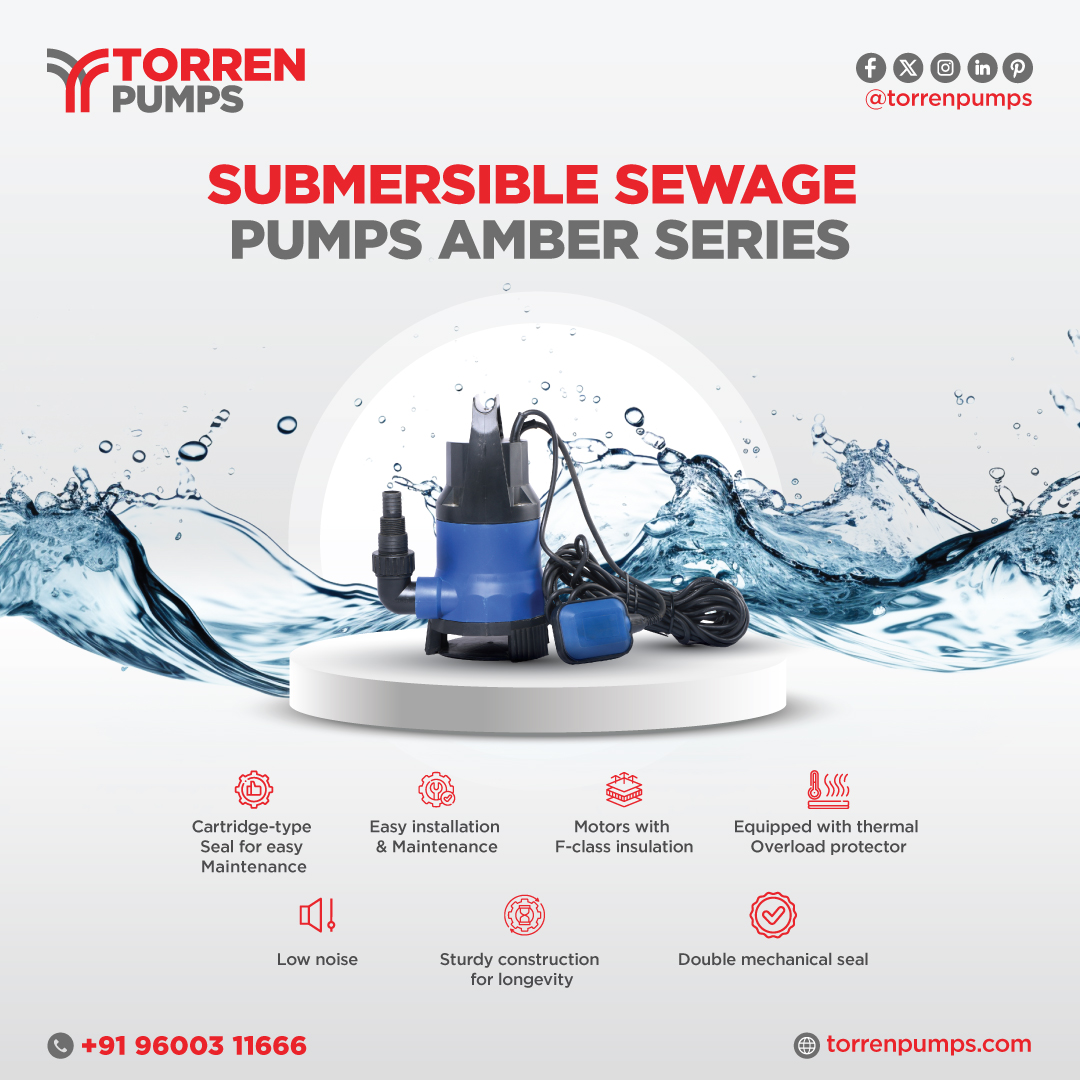 TORREN
PUMPS
@torrenpumps
SUBMERSIBLE SEWAGE
PUMPS AMBER SERIES
Cartridge-type
Seal for easy
Maintenance
Easy installation
& Maintenance
Motors with
F-class insulation
Equipped with thermal
Overload protector
Low noise
Sturdy construction
for longevity
Double mechanical seal
+91 96003 11666
torrenpumps.com